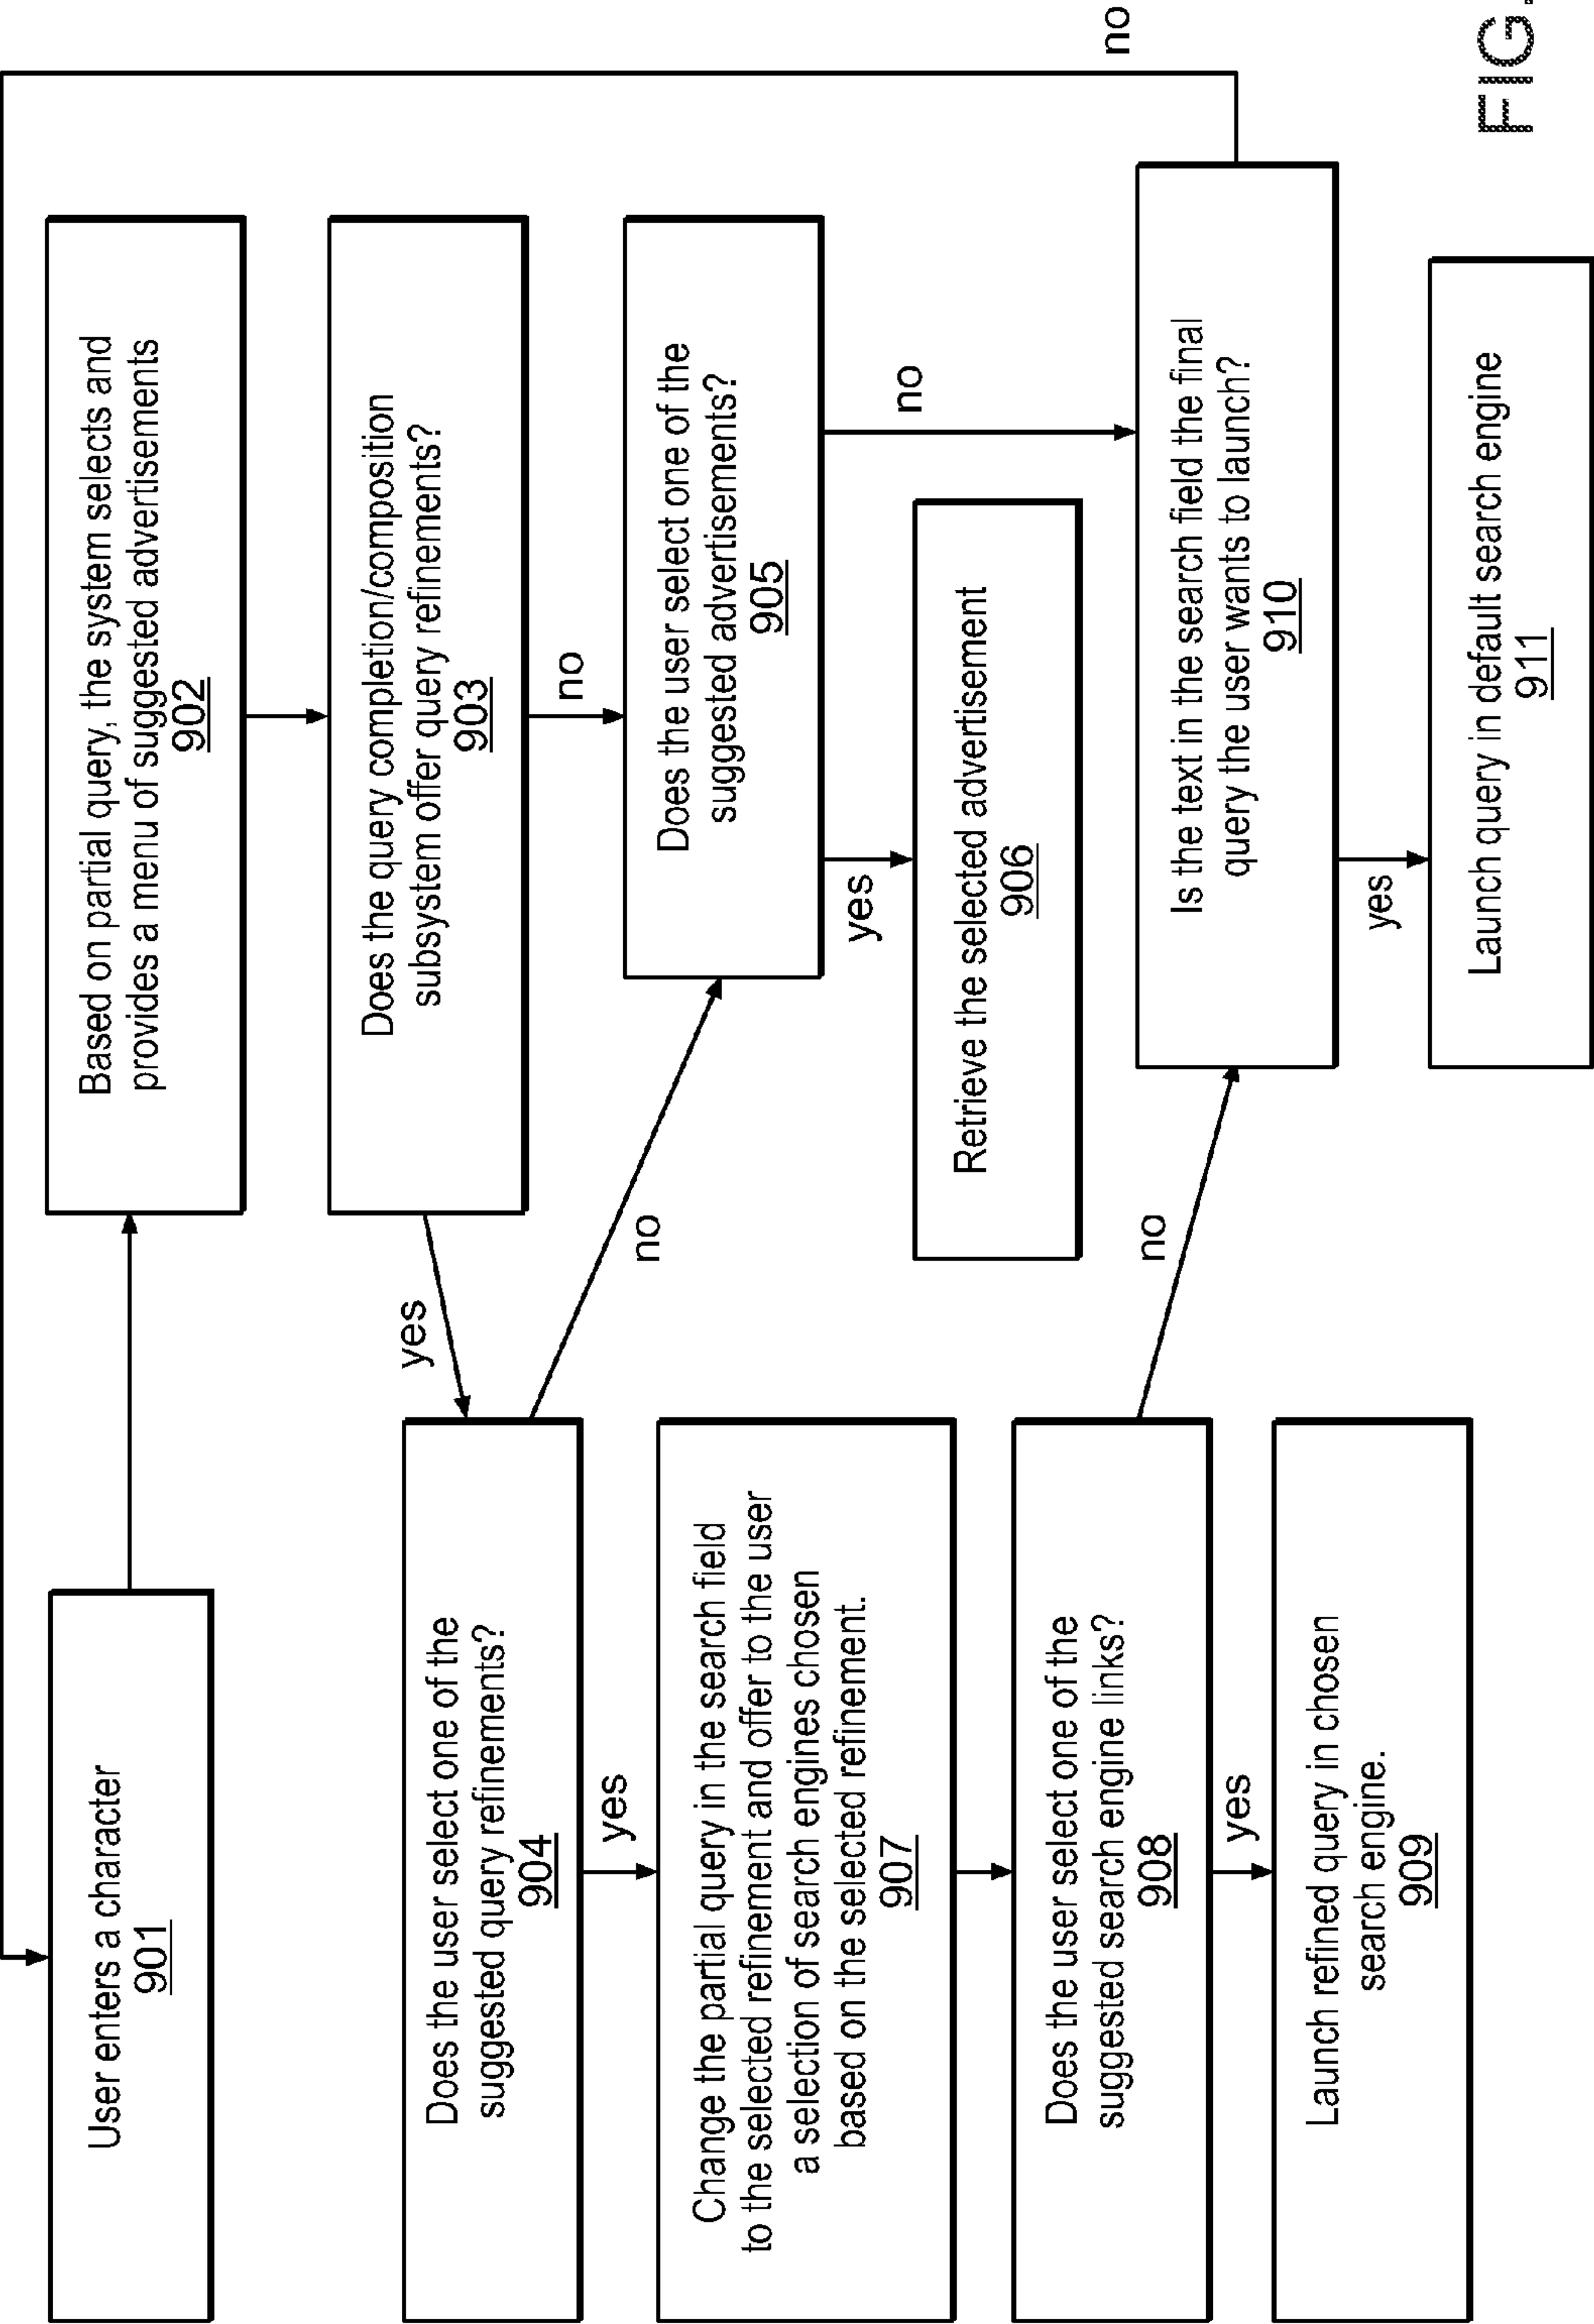 User enters a character
901
Based on partial query, the system selects and
provides a menu of suggested advertisements
902
Does the query completion/composition
subsystem offer query refinements?
903
yes
no
Does the user select one of the
suggested query refinements?
904
no
yes
Does the user select one of the
suggested advertisements?
905
yes
no
Retrieve the selected advertisement
906
Change the partial query in the search field
to the selected refinement and offer to the user
a selection of search engines chosen
based on the selected refinement.
907
Does the user select one of the
suggested search engine links?
908
no
yes
Is the text in the search field the final
query the user wants to launch?
910
no
yes
Launch refined query in chosen
search engine.
909
Launch query in default search engine
911
FIG.